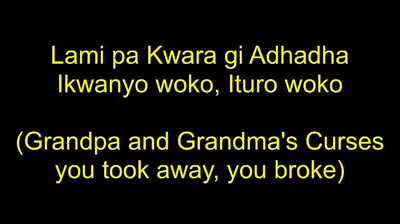 Lami pa Kwara gi Adhadha
Ikwanyo woko, Ituro woko
(Grandpa and Grandma's Curses
you took away, you broke)